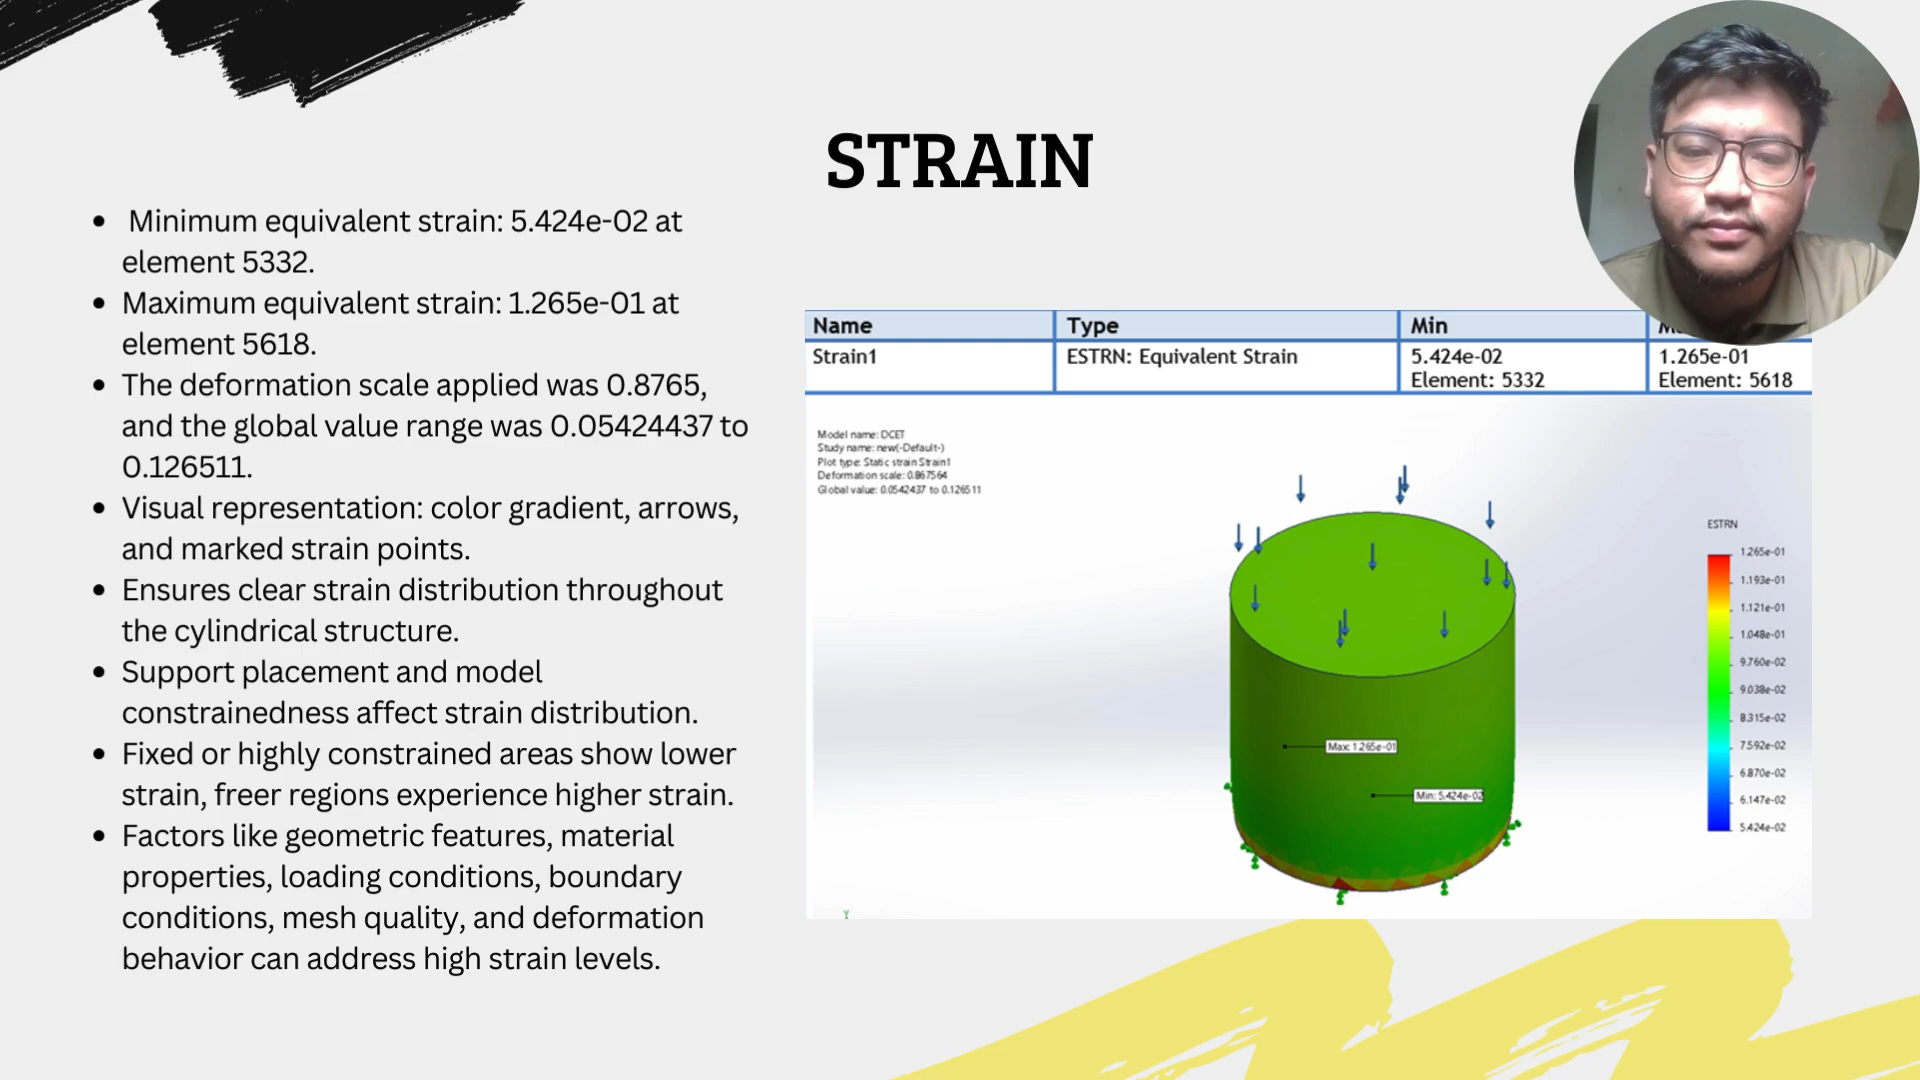 STRAIN
Minimum equivalent strain: 5.424e-02 at
element 5332.
Maximum equivalent strain: 1.265e-01 at
element 5618.
The deformation scale applied was 0.8765,
and the global value range was 0.05424437 to
0.126511.
Visual representation: color gradient, arrows,
and marked strain points.
Ensures clear strain distribution throughout
the cylindrical structure.
Support placement and model
constrainedness affect strain distribution.
Fixed or highly constrained areas show lower
strain, freer regions experience higher strain.
Factors like geometric features, material
properties, loading conditions, boundary
conditions, mesh quality, and deformation
behavior can address high strain levels.
Name Type Min
Strain1 ESTRN: Equivalent Strain 5.424e-02 1.265e-01
Element: 5332 Element: 5618
Model name: DCET
Study name: new(-Default-)
Plot type: Static strain Strain1
Deformation scale: 0.867564
Global value: 0.0542437 to 0.126511
Max: 1.265e-01
Min: 5.424e-02
ESTRN
1.265e-01
1.193e-01
1.121e-01
1.048e-01
9.760e-02
9.038e-02
8.315e-02
7.592e-02
6.870e-02
6.147e-02
5.424e-02
Y